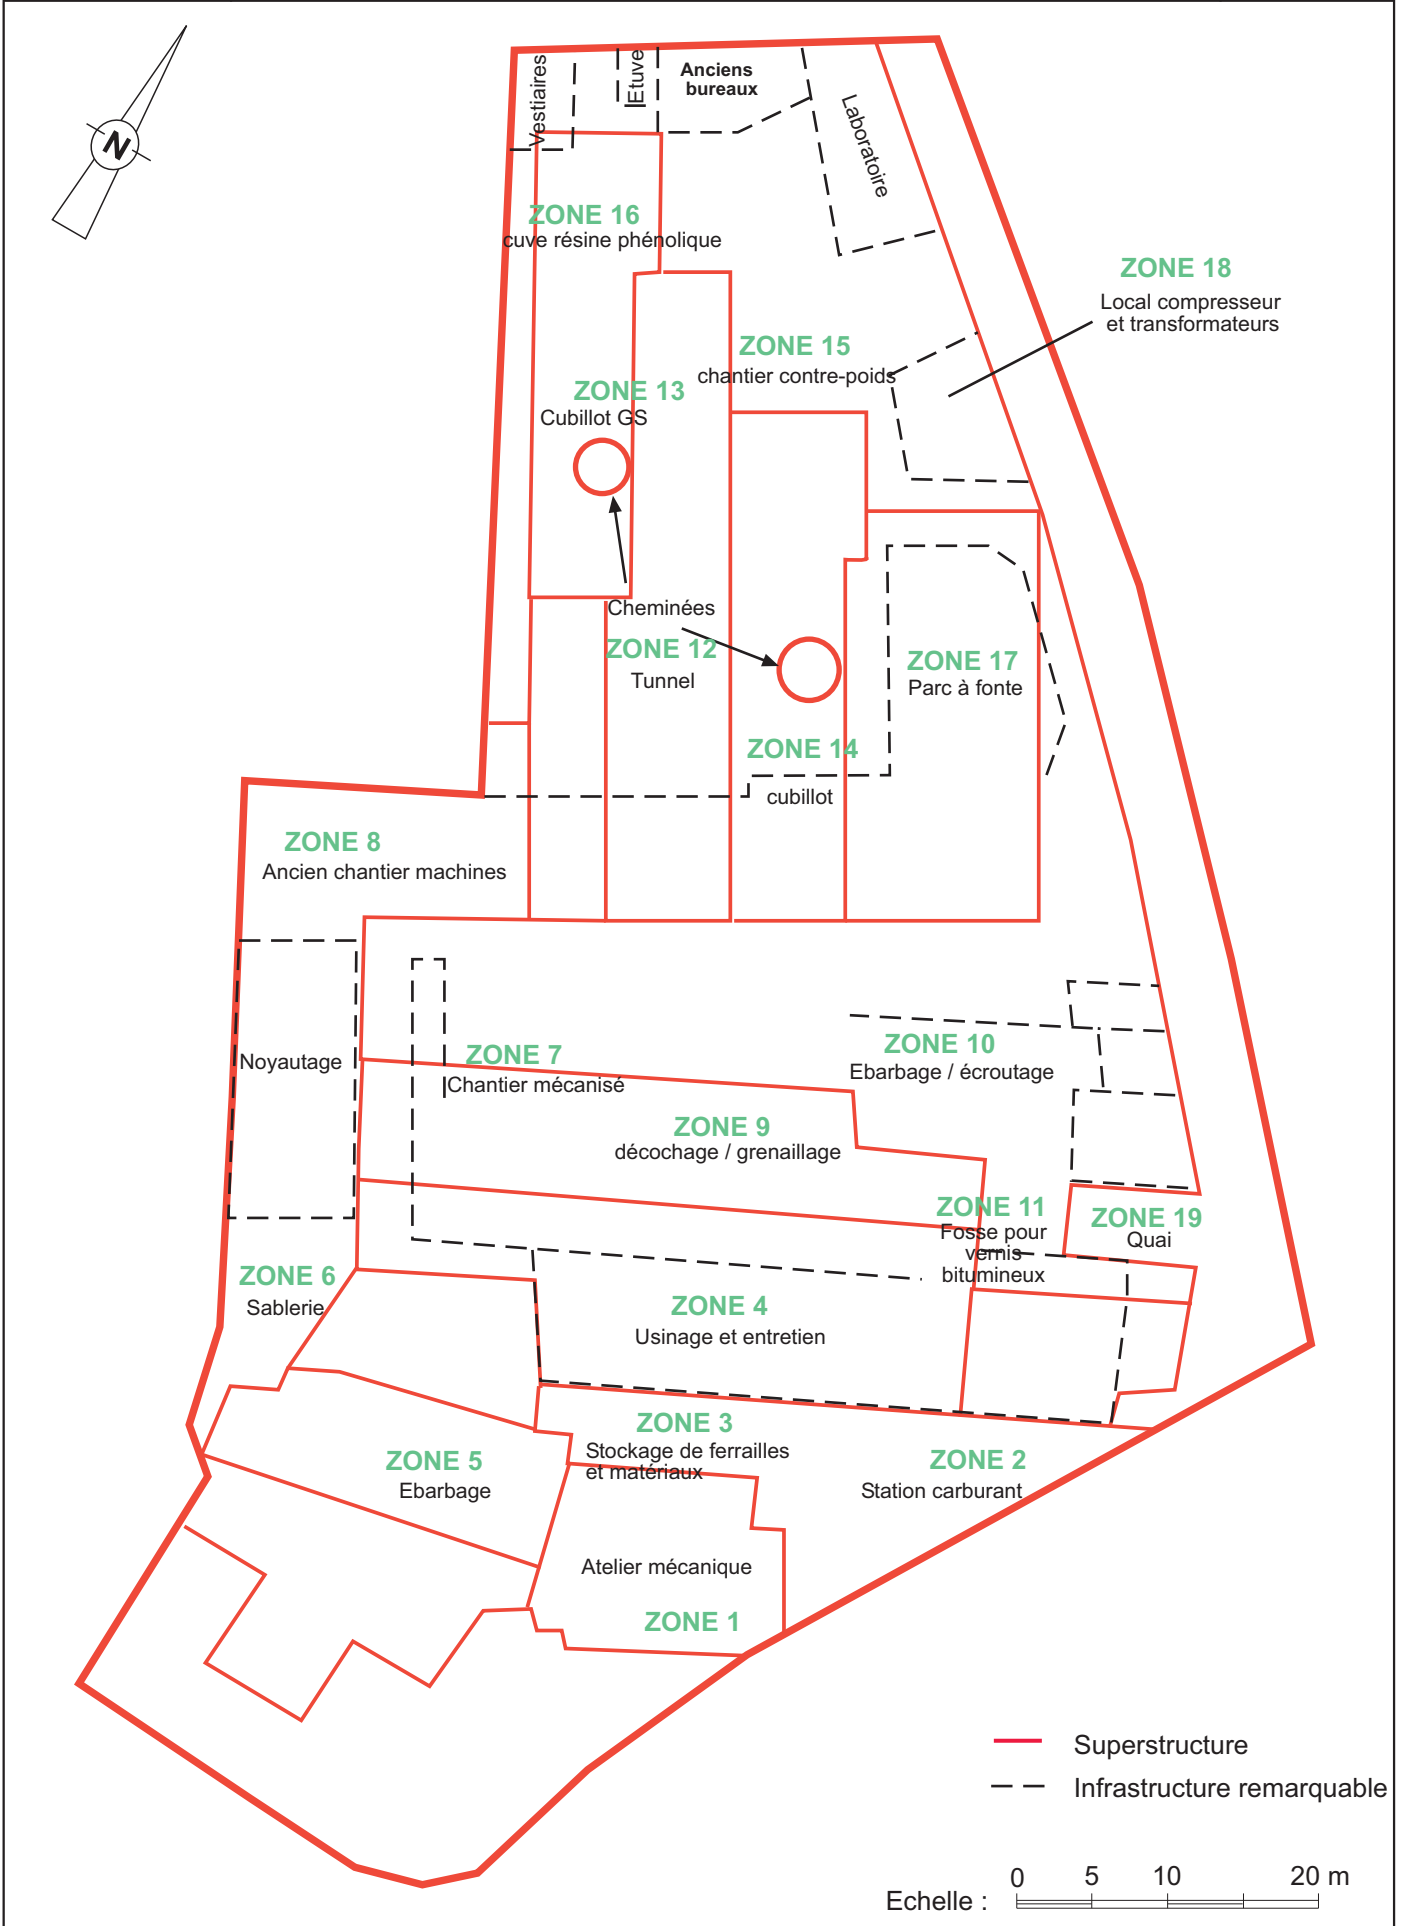 N
Vestiaires
Etuve
Anciens
bureaux
Laboratoire
ZONE 16
cuve résine phénolique
ZONE 18
Local compresseur
et transformateurs
ZONE 15
chantier contre-poids
ZONE 13
Cubillot GS
Cheminées
ZONE 12
Tunnel
ZONE 17
Parc à fonte
ZONE 14
cubillot
ZONE 8
Ancien chantier machines
Noyautage
ZONE 7
Chantier mécanisé
ZONE 10
Ebarbage / écroutage
ZONE 9
décochage / grenaillage
ZONE 11
Fosse pour
vernis
bitumineux
ZONE 19
Quai
ZONE 6
Sablerie
ZONE 4
Usinage et entretien
ZONE 3
Stockage de ferrailles
et matériaux
ZONE 2
Station carburant
ZONE 5
Ebarbage
Atelier mécanique
ZONE 1
Superstructure
Infrastructure remarquable
Echelle : 0 5 10 20 m